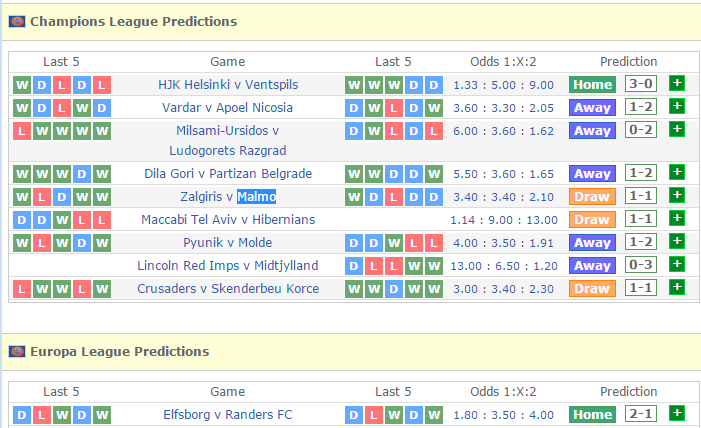 Champions League Predictions
Last 5 Game Last 5 Odds 1:X:2 Prediction
W D L D L HJK Helsinki v Ventspils W W W D D 1.33 : 5.00 : 9.00 Home 3-0 +
W D L W D Vardar v Apoel Nicosia D W L D W 3.60 : 3.30 : 2.05 Away 1-2 +
L W W W W Milsami-Ursidos v D W L D L 6.00 : 3.60 : 1.62 Away 0-2 +
Ludogorets Razgrad
W W W D W Dila Gori v Partizan Belgrade W W D D W 5.50 : 3.60 : 1.65 Away 1-2 +
W L D W W Zalgiris v Malmo W D L D D 3.40 : 3.40 : 2.10 Draw 1-1 +
D D W L L Maccabi Tel Aviv v Hibernians 1.14 : 9.00 : 13.00 Draw 1-1 +
W L W D W Pyunik v Molde D D W L L 4.00 : 3.50 : 1.91 Away 1-2 +
Lincoln Red Imps v Midtjylland D L L W W 13.00 : 6.50 : 1.20 Away 0-3 +
L W W L W Crusaders v Skenderbeu Korce W W D W W 3.00 : 3.40 : 2.30 Draw 1-1 +
Europa League Predictions
Last 5 Game Last 5 Odds 1:X:2 Prediction
D L W D W Elfsborg v Randers FC D L W D W 1.80 : 3.50 : 4.00 Home 2-1 +